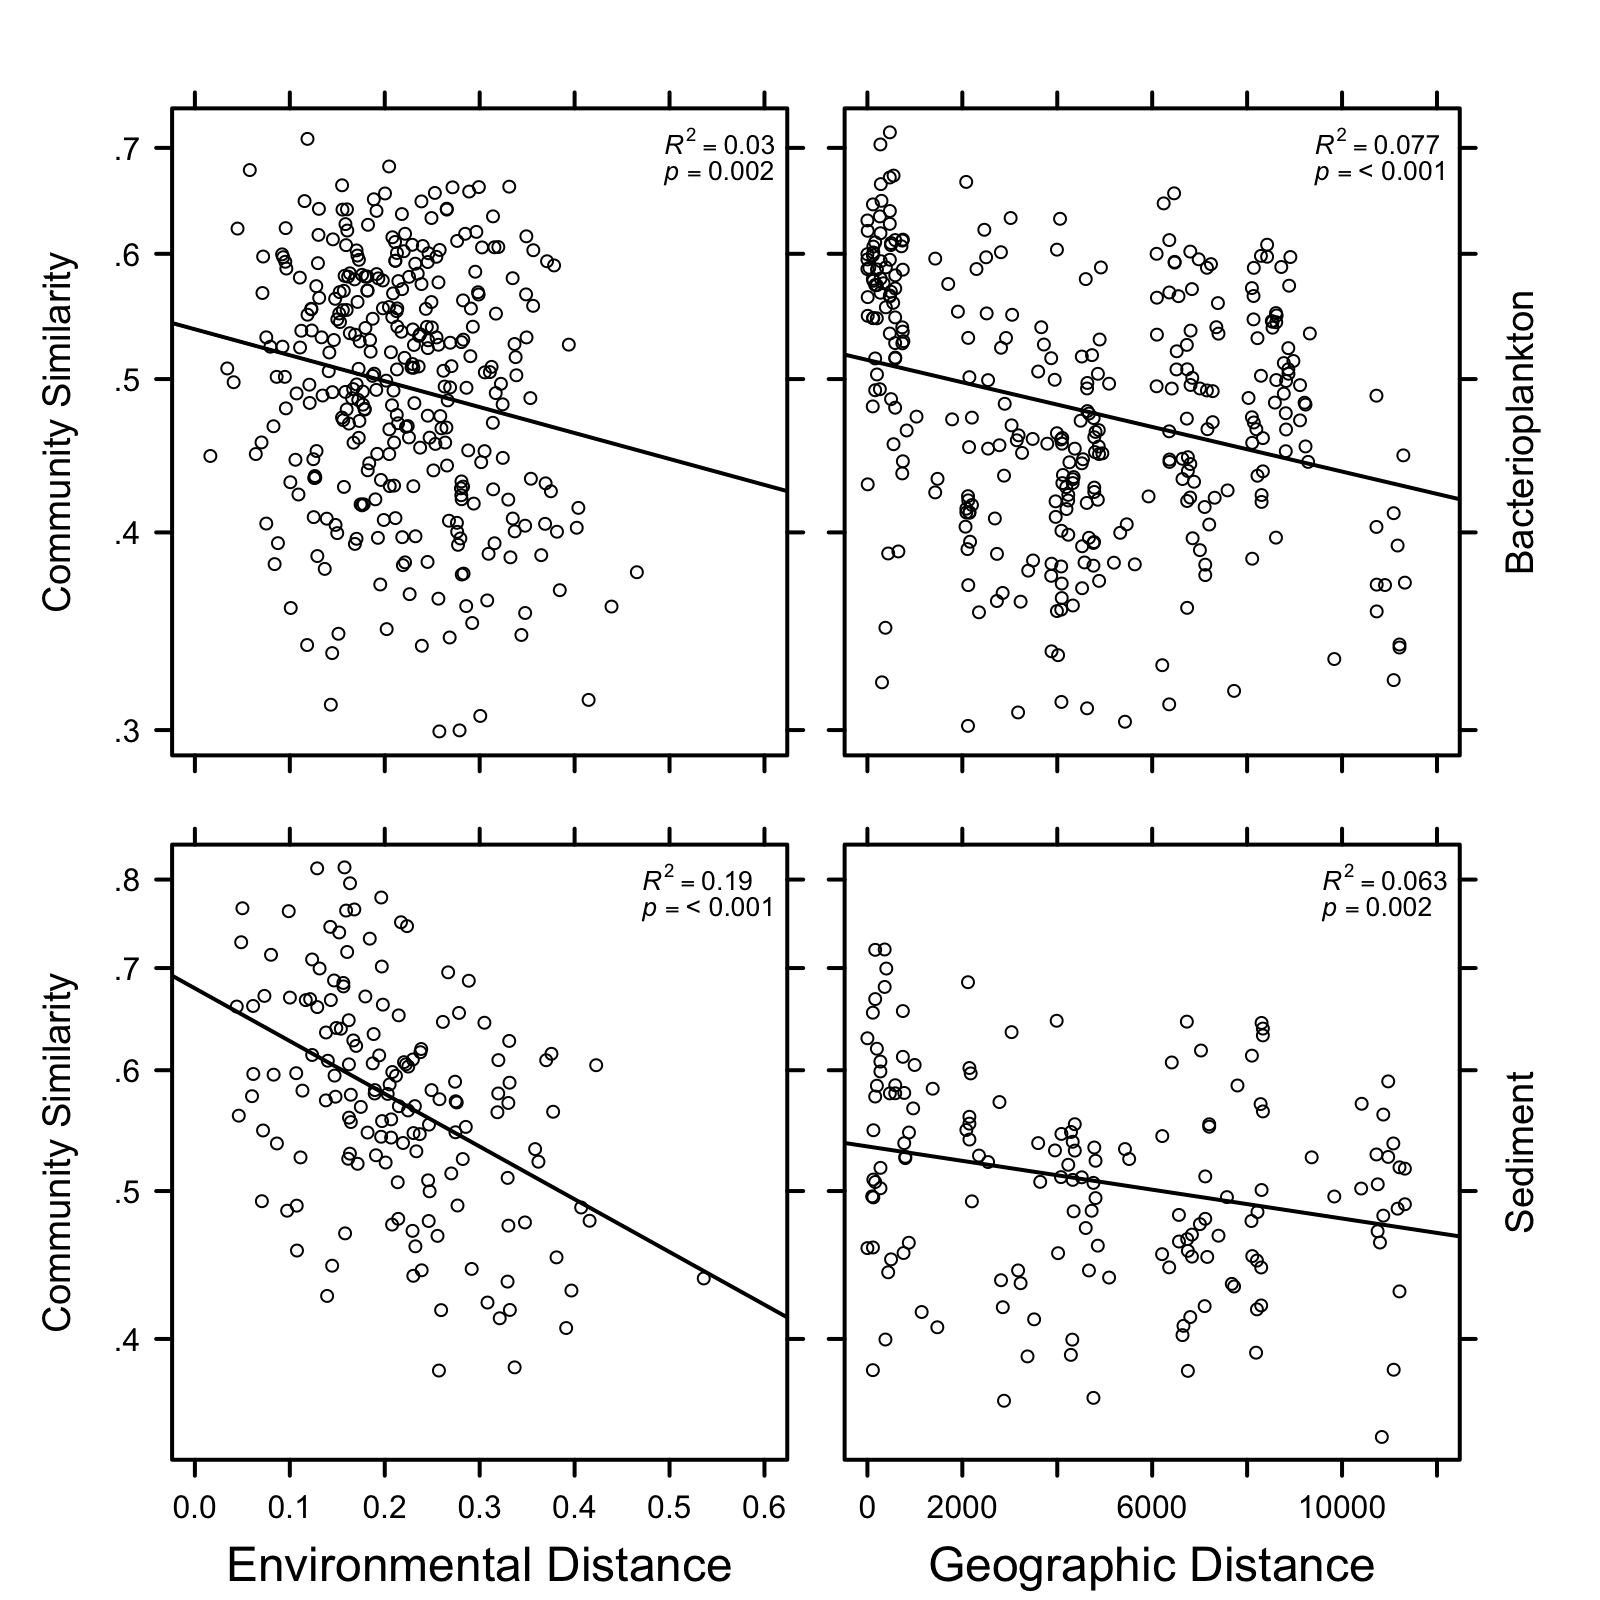 R² = 0.03
p = 0.002
R² = 0.077
p = < 0.001
.7
.6
.5
.4
.3
Community Similarity
Bacterioplankton
R² = 0.19
p = < 0.001
R² = 0.063
p = 0.002
.8
.7
.6
.5
.4
Community Similarity
Sediment
0.0 0.1 0.2 0.3 0.4 0.5 0.6
0 2000 6000 10000
Environmental Distance
Geographic Distance